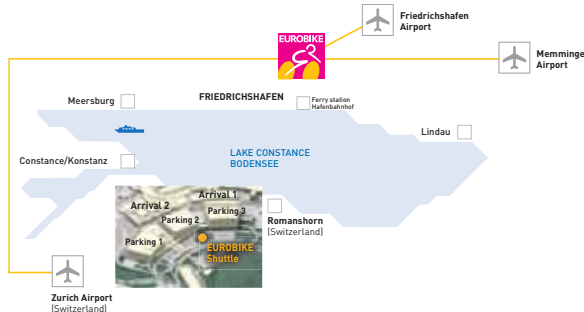 Friedrichshafen
Airport
EUROBIKE
Memminge
Airport
Meersburg
FRIEDRICHSHAFEN
Ferry station
Hafenbahnhof
Lindau
Constance/Konstanz
LAKE CONSTANCE
BODENSEE
Arrival 1
Arrival 2
Parking 3
Parking 2
Parking 1
EUROBIKE
Shuttle
Romanshorn
(Switzerland)
Zurich Airport
(Switzerland)